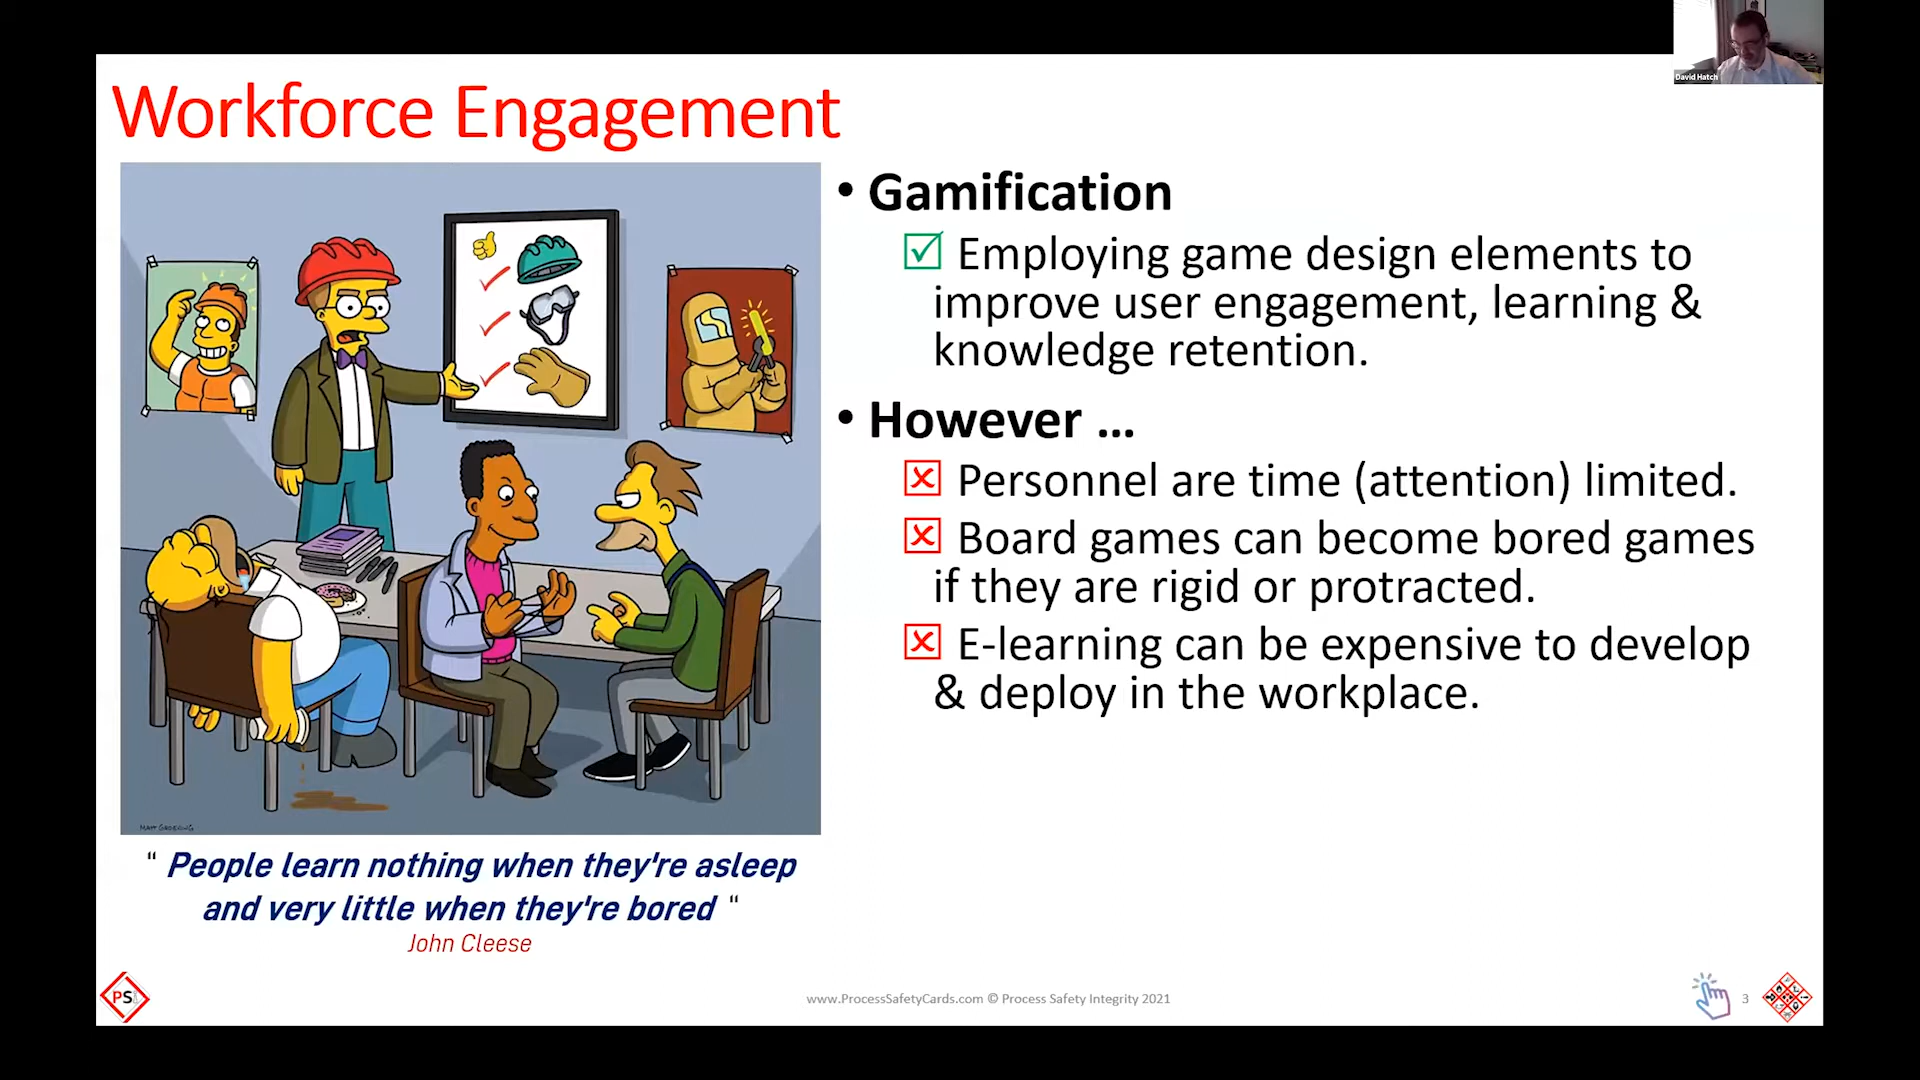 David Hatch
Workforce Engagement
• Gamification
☑ Employing game design elements to
improve user engagement, learning &
knowledge retention.
• However ...
☒ Personnel are time (attention) limited.
☒ Board games can become bored games
if they are rigid or protracted.
☒ E-learning can be expensive to develop
& deploy in the workplace.
MATT GROENING
“ People learn nothing when they're asleep
and very little when they're bored “
John Cleese
PSI
www.ProcessSafetyCards.com © Process Safety Integrity 2021
3